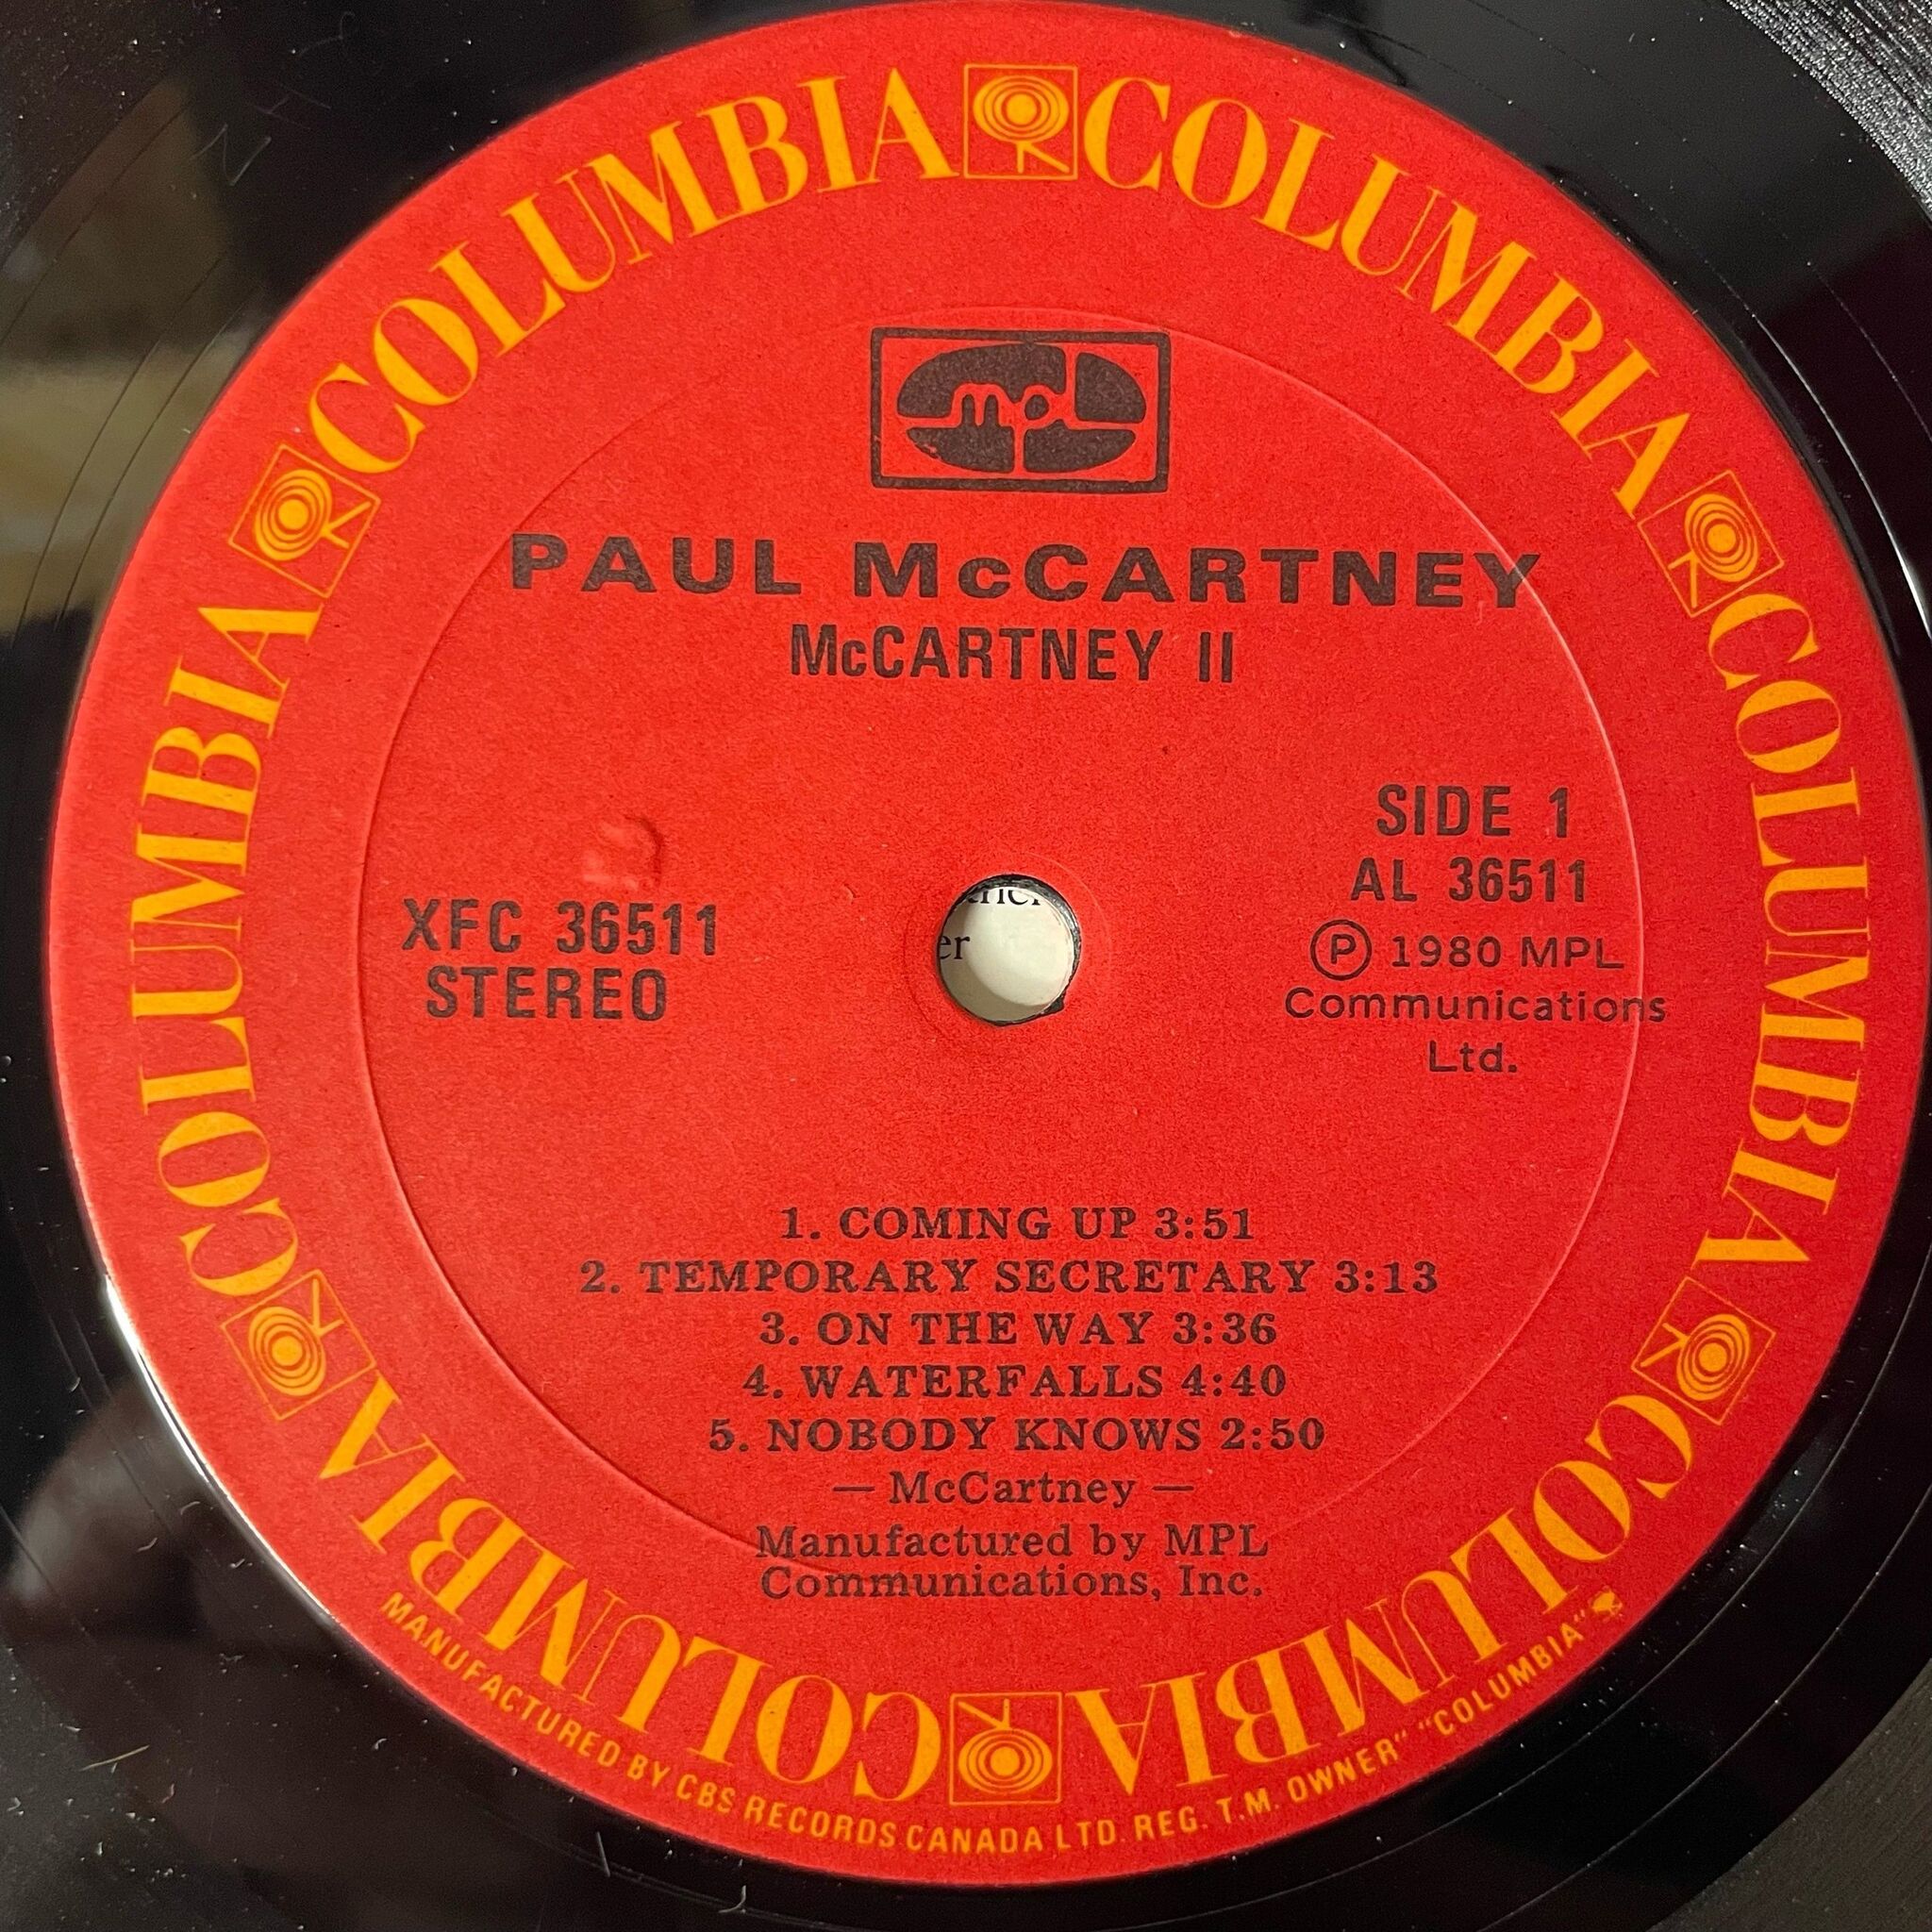 COLUMBIA COLUMBIA COLUMBIA COLUMBIA COLUMBIA COLUMBIA
mpl
PAUL McCARTNEY
McCARTNEY II
SIDE 1
AL 36511
Ⓟ 1980 MPL
Communications
Ltd.
XFC 36511
STEREO
er
1. COMING UP 3:51
2. TEMPORARY SECRETARY 3:13
3. ON THE WAY 3:36
4. WATERFALLS 4:40
5. NOBODY KNOWS 2:50
— McCartney —
Manufactured by MPL
Communications, Inc.
MANUFACTURED BY CBS RECORDS CANADA LTD. REG. T.M. OWNER" "COLUMBIA"